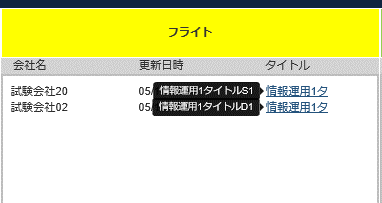 フライト
会社名 更新日時 タイトル
試験会社20 05/ 情報運用1タイトルS1 情報運用1タ
試験会社02 05/ 情報運用1タイトルD1 情報運用1タ